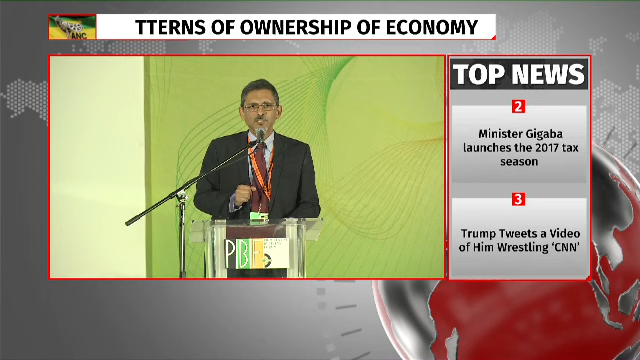 ANC
TTERNS OF OWNERSHIP OF ECONOMY
TOP NEWS
2
Minister Gigaba
launches the 2017 tax
season
3
Trump Tweets a Video
of Him Wrestling ‘CNN’
PBF